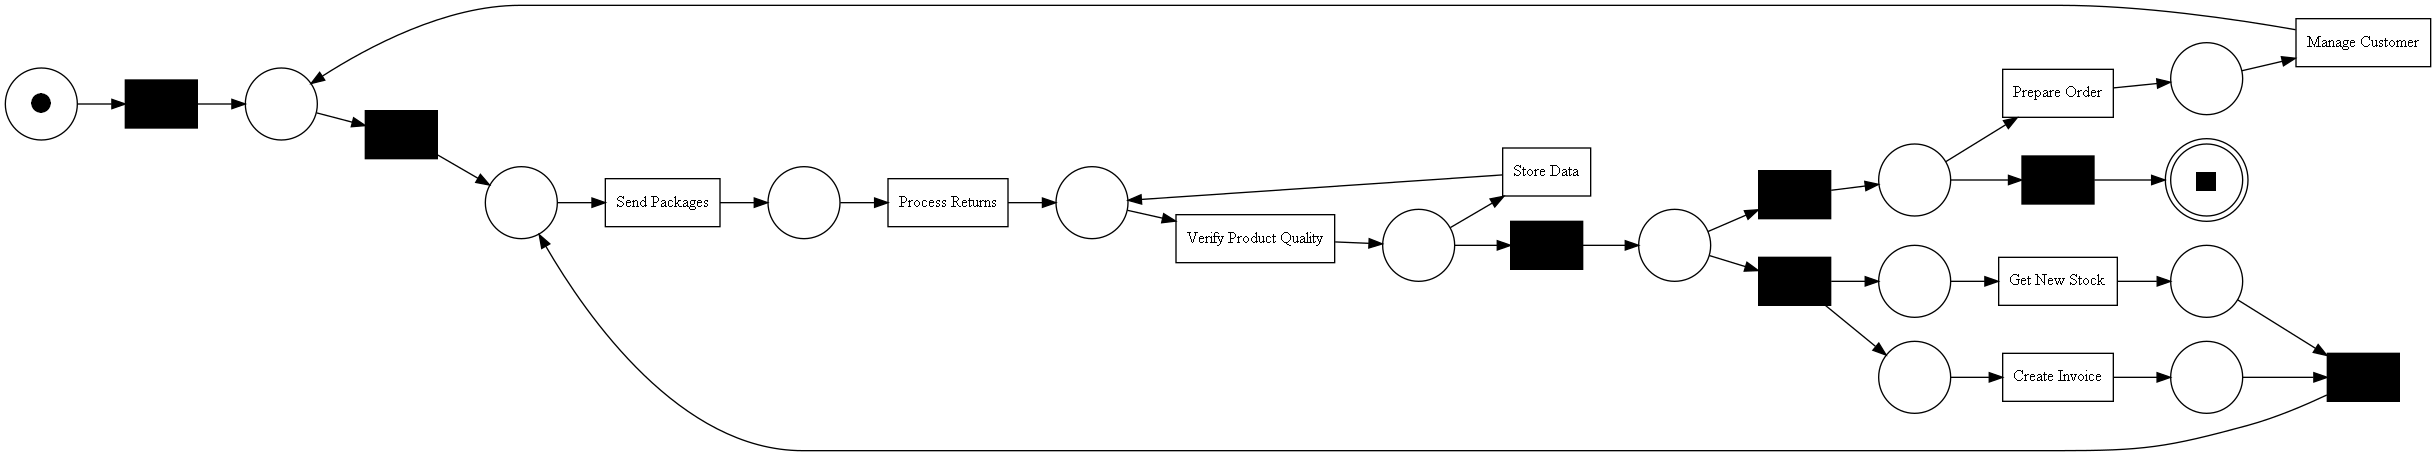 Manage Customer
Prepare Order
Store Data
Send Packages
Process Returns
Verify Product Quality
Get New Stock
Create Invoice